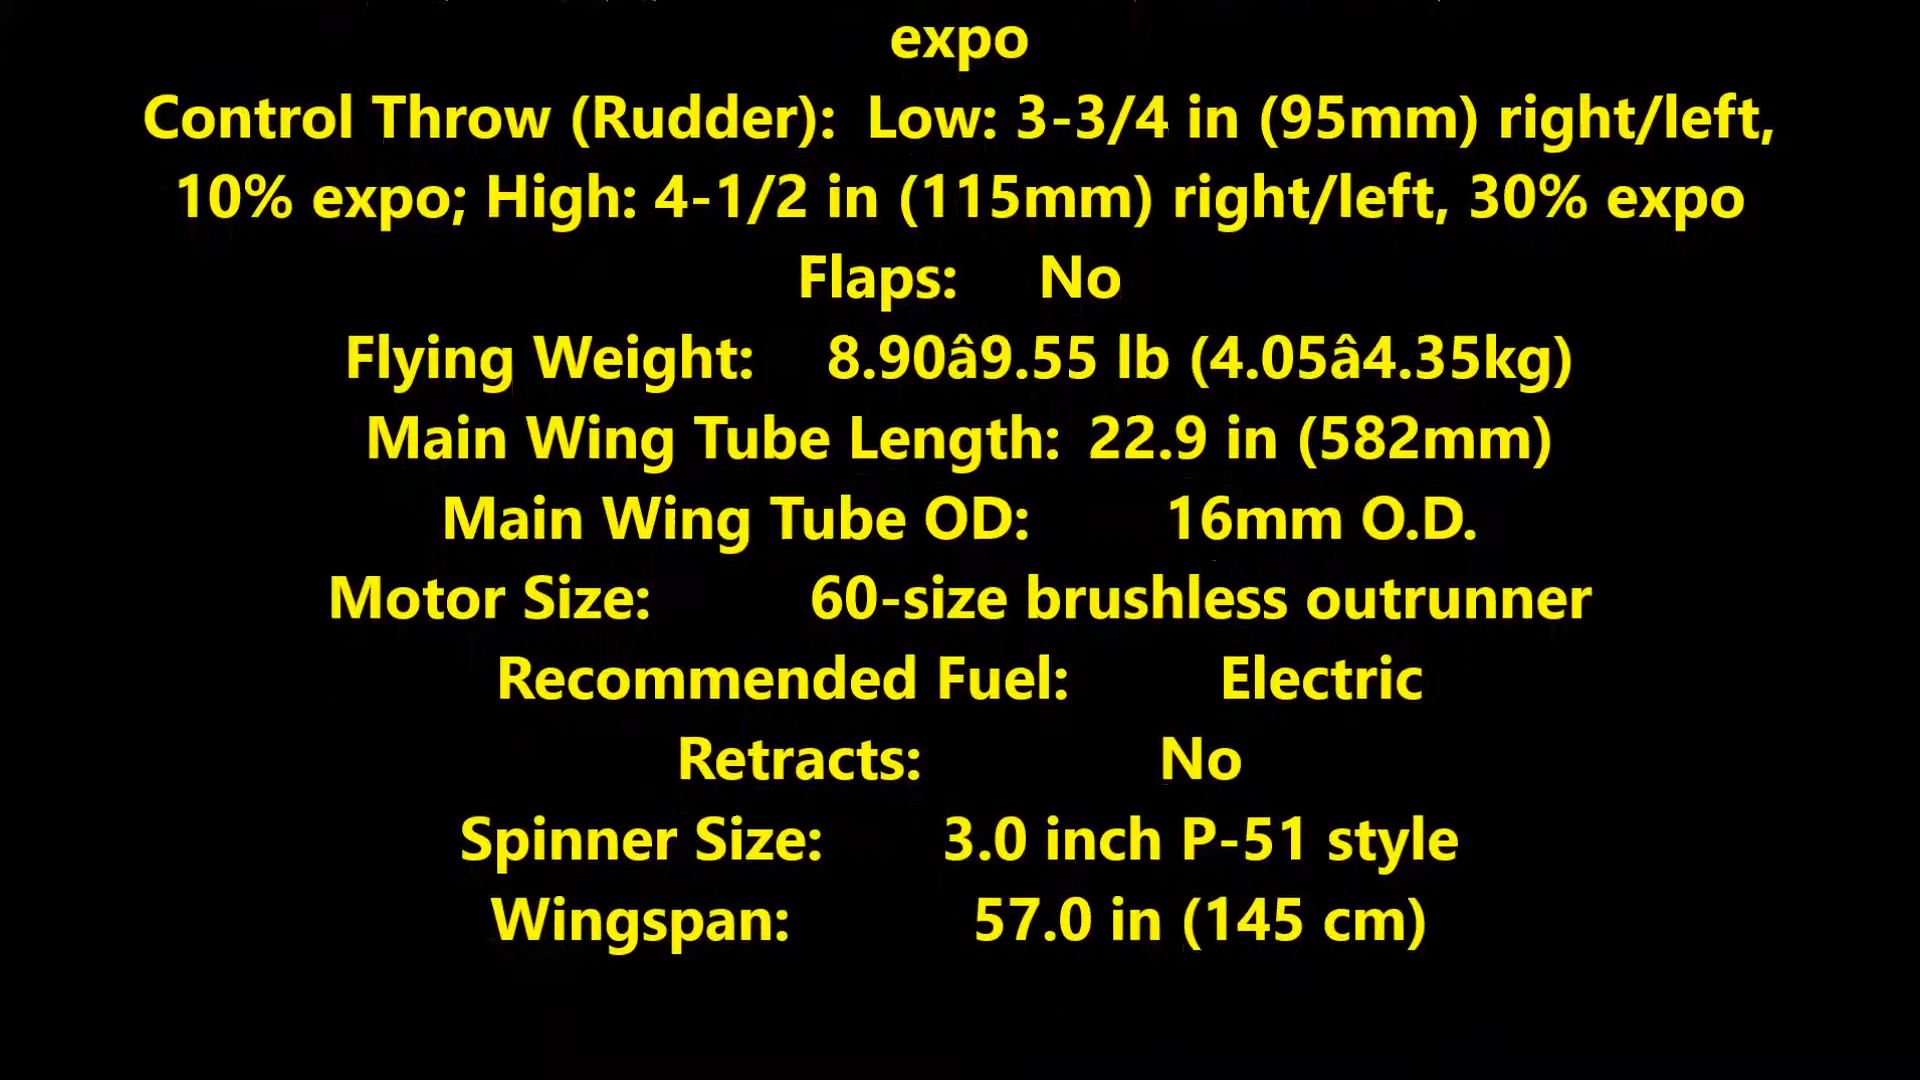 expo
Control Throw (Rudder): Low: 3-3/4 in (95mm) right/left,
10% expo; High: 4-1/2 in (115mm) right/left, 30% expo
Flaps: No
Flying Weight: 8.90â9.55 lb (4.05â4.35kg)
Main Wing Tube Length: 22.9 in (582mm)
Main Wing Tube OD: 16mm O.D.
Motor Size: 60-size brushless outrunner
Recommended Fuel: Electric
Retracts: No
Spinner Size: 3.0 inch P-51 style
Wingspan: 57.0 in (145 cm)